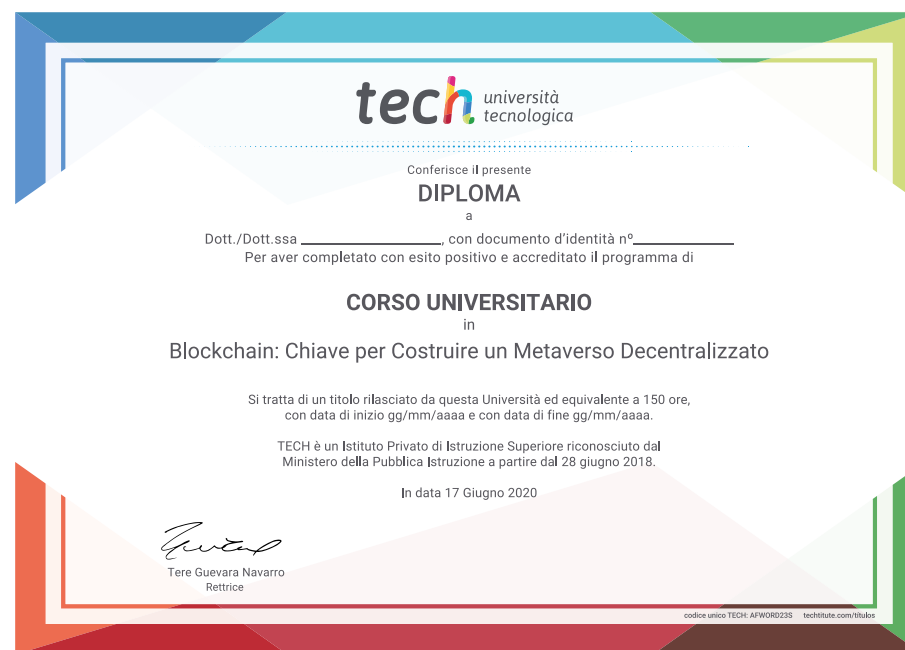 tech università
tecnologica
Conferisce il presente
DIPLOMA
a
Dott./Dott.ssa ____________________, con documento d'identità nº______________
Per aver completato con esito positivo e accreditato il programma di
CORSO UNIVERSITARIO
in
Blockchain: Chiave per Costruire un Metaverso Decentralizzato
Si tratta di un titolo rilasciato da questa Università ed equivalente a 150 ore,
con data di inizio gg/mm/aaaa e con data di fine gg/mm/aaaa.
TECH è un Istituto Privato di Istruzione Superiore riconosciuto dal
Ministero della Pubblica Istruzione a partire dal 28 giugno 2018.
In data 17 Giugno 2020
Tere Guevara Navarro
Rettrice
codice unico TECH: AFWORD23S techtitute.com/titulos